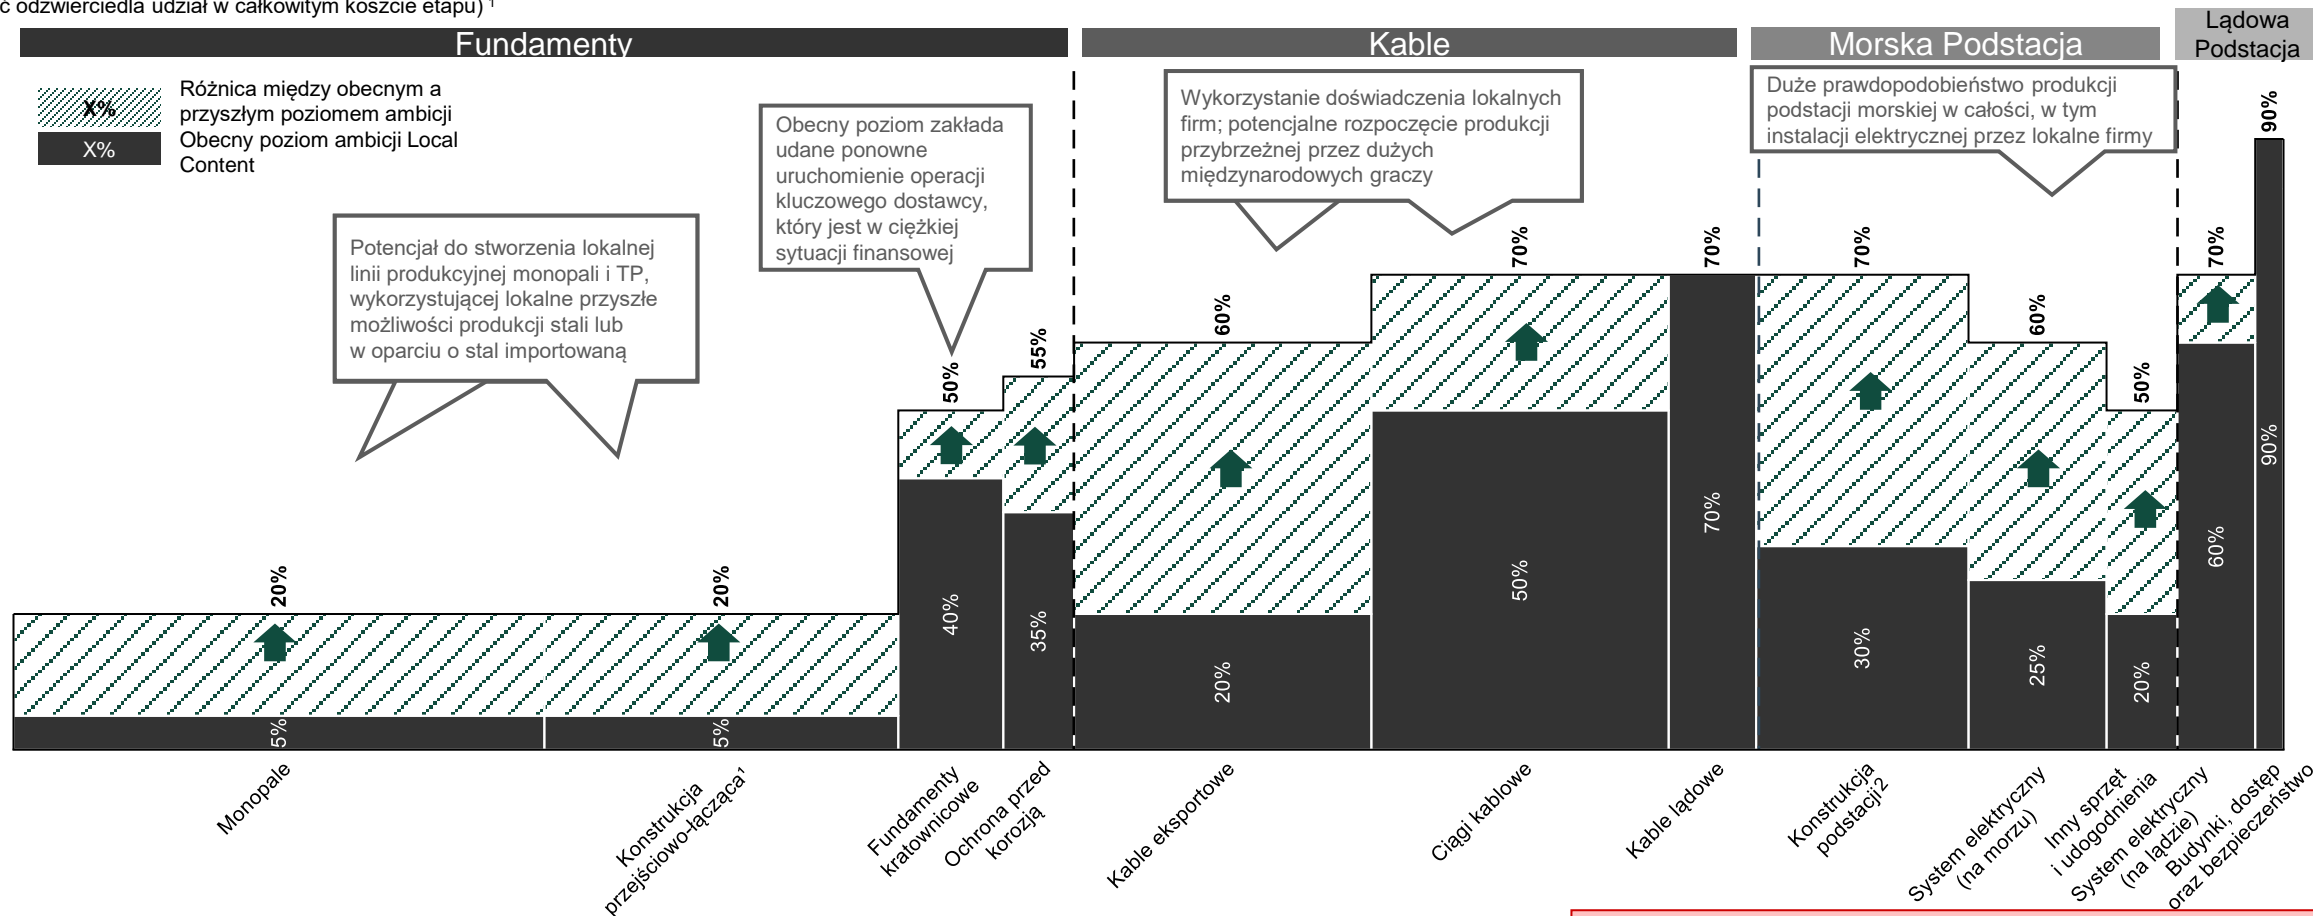 ć odzwierciedla udział w całkowitym koszcie etapu) ¹
Fundamenty
Kable
Morska Podstacja
Lądowa
Podstacja
X%
Różnica między obecnym a
przyszłym poziomem ambicji
X%
Obecny poziom ambicji Local
Content
Potencjał do stworzenia lokalnej
linii produkcyjnej monopali i TP,
wykorzystującej lokalne przyszłe
możliwości produkcji stali lub
w oparciu o stal importowaną
Obecny poziom zakłada
udane ponowne
uruchomienie operacji
kluczowego dostawcy,
który jest w ciężkiej
sytuacji finansowej
Wykorzystanie doświadczenia lokalnych
firm; potencjalne rozpoczęcie produkcji
przybrzeżnej przez dużych
międzynarodowych graczy
Duże prawdopodobieństwo produkcji
podstacji morskiej w całości, w tym
instalacji elektrycznej przez lokalne firmy
20%
20%
50%
55%
60%
70%
70%
70%
60%
50%
70%
90%
5%
5%
40%
35%
20%
50%
70%
30%
25%
20%
60%
90%
Monopale
Konstrukcja
przejściowo-łącząca¹
Fundamenty
kratownicowe
Ochrona przed
korozją
Kable eksportowe
Ciągi kablowe
Kable lądowe
Konstrukcja
podstacji²
System elektryczny
(na morzu)
Inny sprzęt
i udogodnienia
System elektryczny
(na lądzie)
Budynki, dostęp
oraz bezpieczeństwo